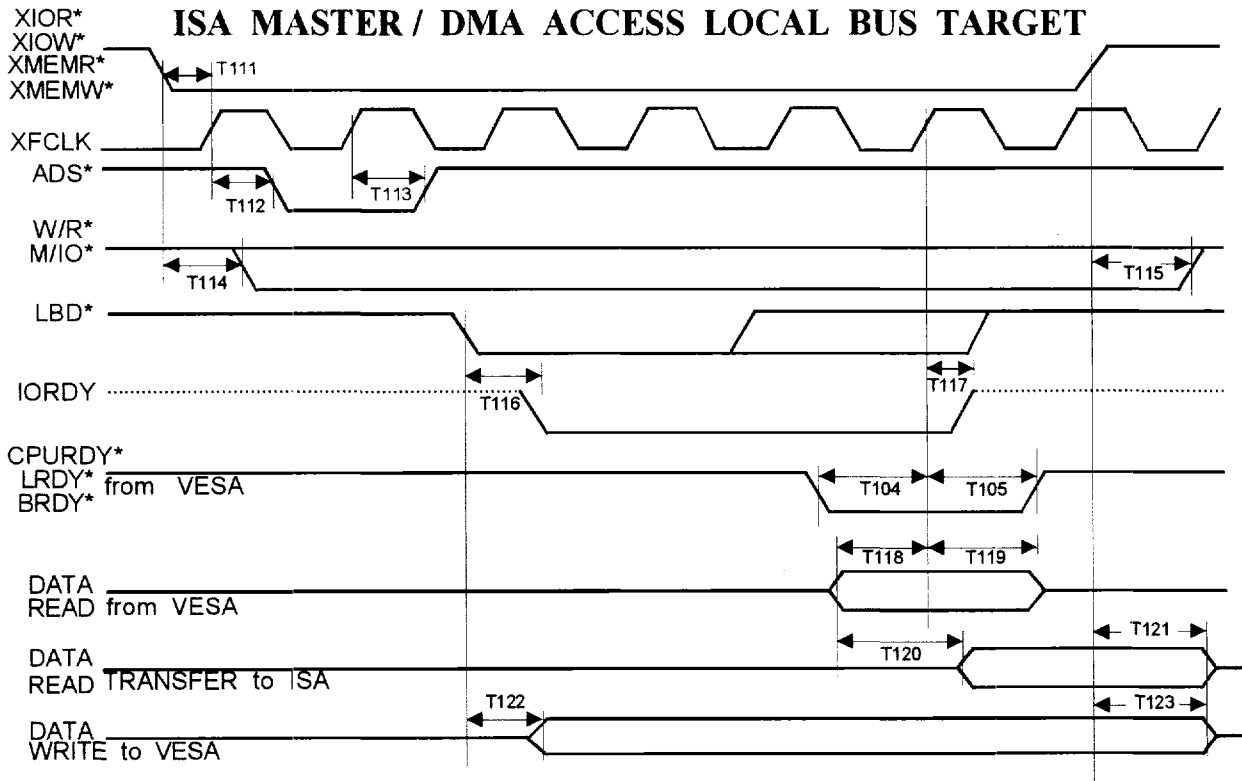 ISA MASTER / DMA ACCESS LOCAL BUS TARGET
XIOR*
XIOW*
XMEMR*
XMEMW*
T111
XFCLK
ADS*
T112
T113
W/R*
M/IO*
T114
T115
LBD*
T116
T117
IORDY
CPURDY*
LRDY* from VESA
BRDY*
T104
T105
T118
T119
DATA
READ from VESA
T120
T121
DATA
READ TRANSFER to ISA
T122
T123
DATA
WRITE to VESA